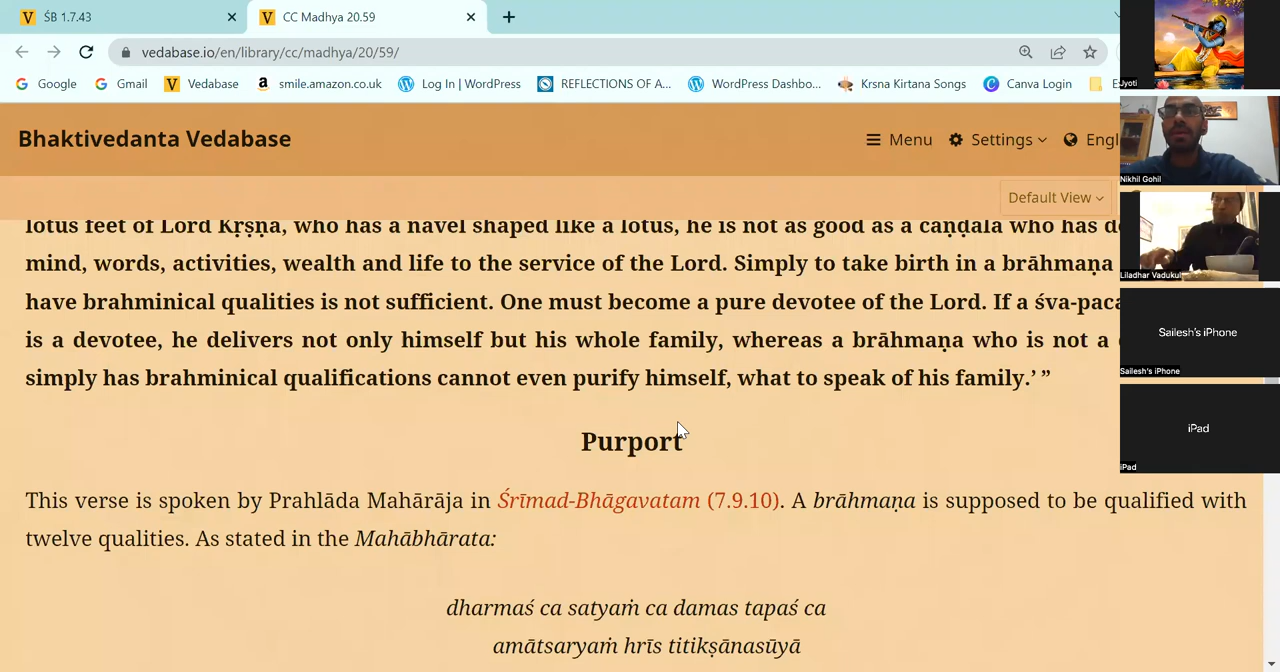 ŚB 1.7.43
CC Madhya 20.59
vedabase.io/en/library/cc/madhya/20/59/
Google Gmail Vedabase smile.amazon.co.uk Log In | WordPress REFLECTIONS OF A... WordPress Dashbo... Krsna Kirtana Songs Canva Login
Bhaktivedanta Vedabase
Menu Settings Engl
Default View
lotus feet of Lord Kṛṣṇa, who has a navel shaped like a lotus, he is not as good as a caṇḍāla who has de
mind, words, activities, wealth and life to the service of the Lord. Simply to take birth in a brāhmaṇa
have brahminical qualities is not sufficient. One must become a pure devotee of the Lord. If a śva-paca
is a devotee, he delivers not only himself but his whole family, whereas a brāhmaṇa who is not a
simply has brahminical qualifications cannot even purify himself, what to speak of his family.’ ”
Purport
This verse is spoken by Prahlāda Mahārāja in Śrīmad-Bhāgavatam (7.9.10). A brāhmaṇa is supposed to be qualified with
twelve qualities. As stated in the Mahābhārata:
dharmaś ca satyaṁ ca damas tapaś ca
amātsaryaṁ hrīs titikṣānasūyā
Jyoti
Nikhil Gohil
Liladhar Vadukul
Sailesh’s iPhone
Sailesh’s iPhone
iPad
iPad